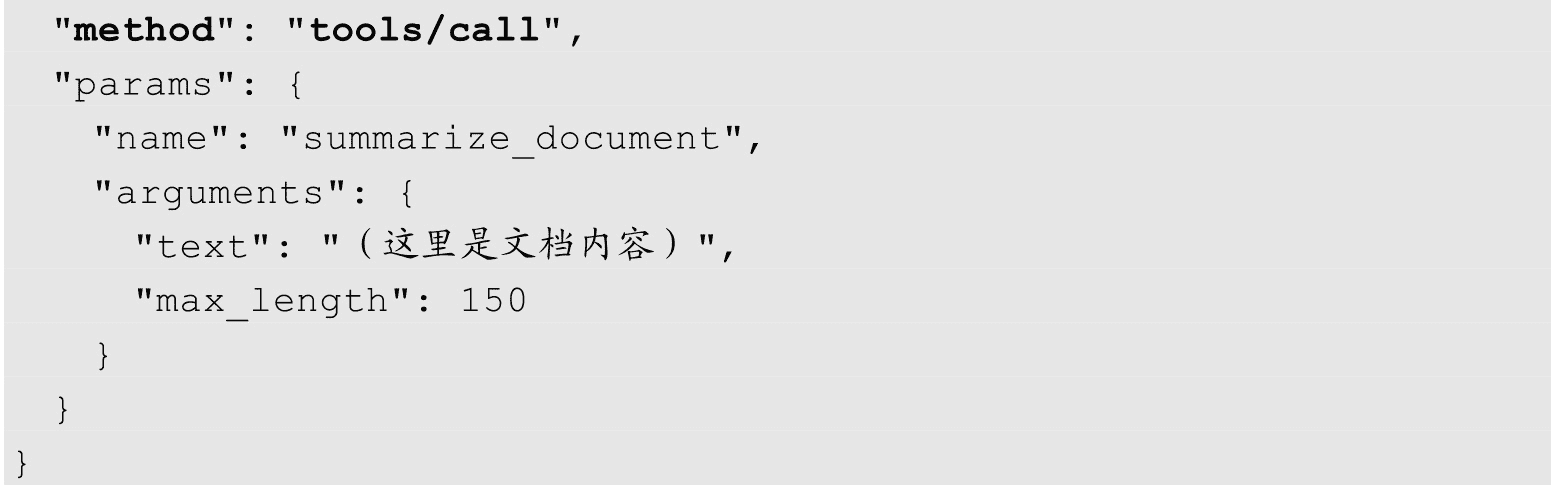 "method": "tools/call",
"params": {
"name": "summarize_document",
"arguments": {
"text": "（这里是文档内容）",
"max_length": 150
}
}
}